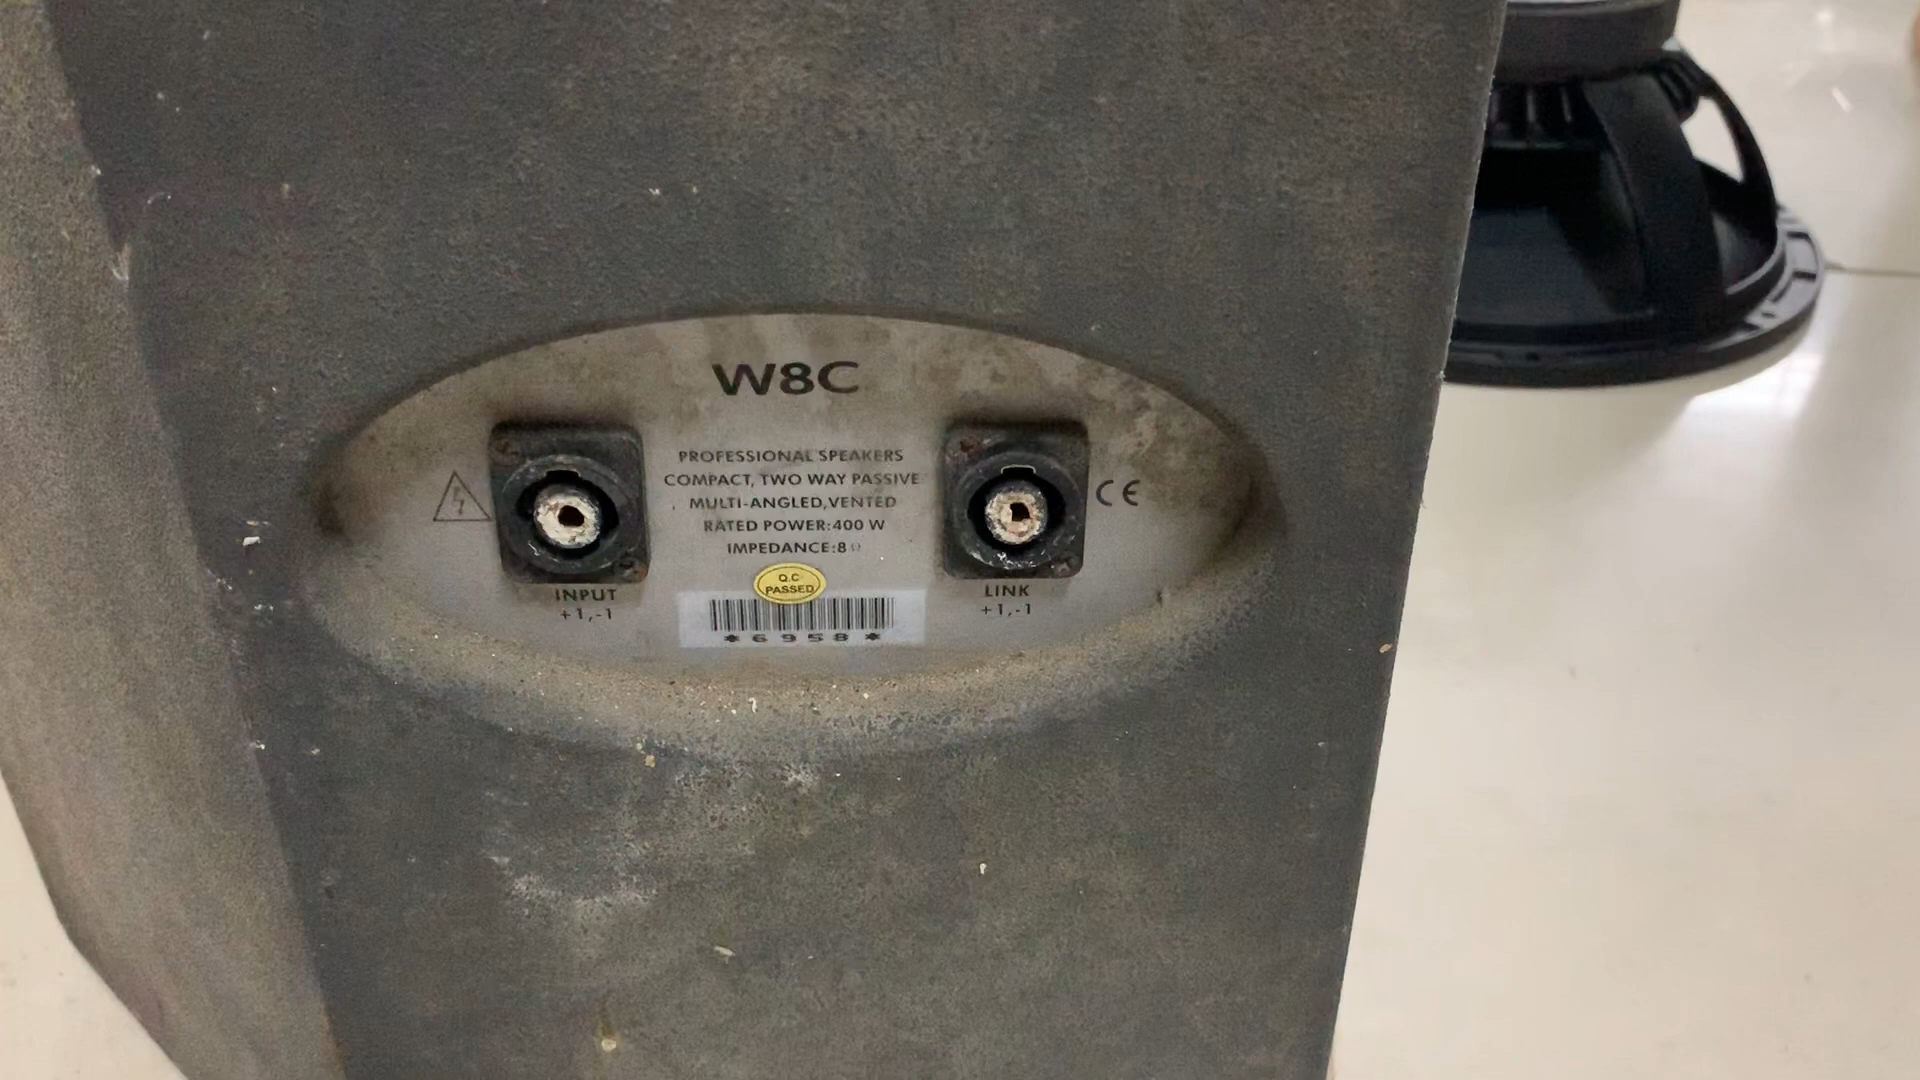 W8C
PROFESSIONAL SPEAKERS
COMPACT, TWO WAY PASSIVE
MULTI-ANGLED,VENTED
RATED POWER:400 W
IMPEDANCE:8Ω
CE
INPUT
+1,-1
LINK
+1,-1
Q.C
PASSED
*6958*